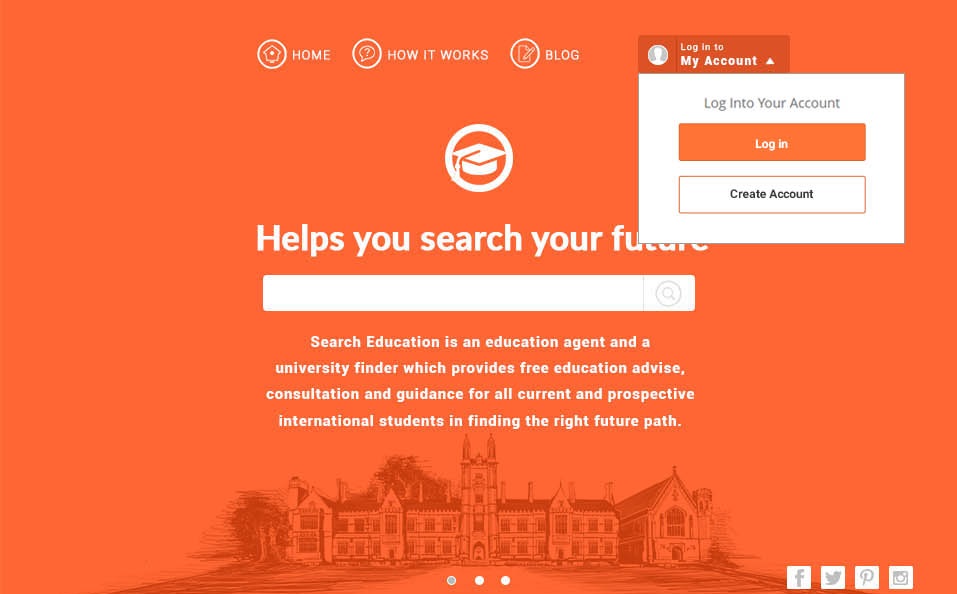 HOME
HOW IT WORKS
BLOG
Log in to
My Account
Log Into Your Account
Log in
Create Account
Helps you search your future
Search Education is an education agent and a
university finder which provides free education advise,
consultation and guidance for all current and prospective
international students in finding the right future path.